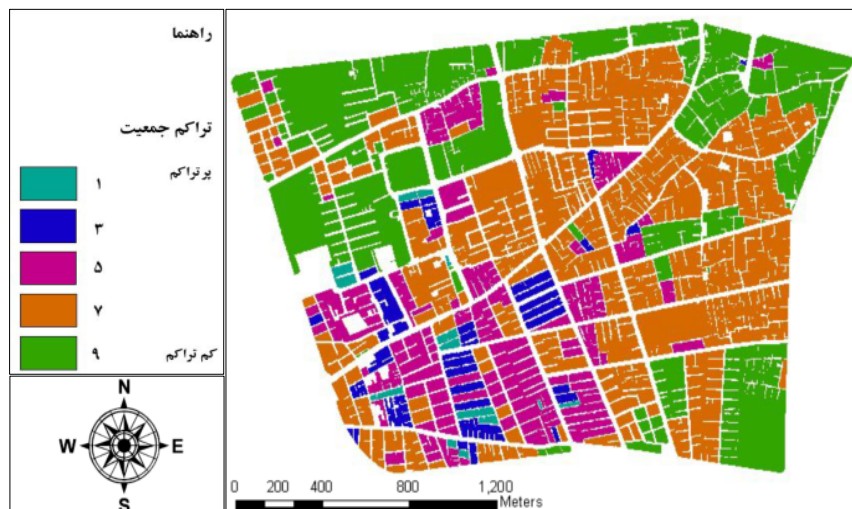 راهنما
تراکم جمعیت
پرتراکم
۱
۳
۵
۷
۹ کم تراکم
N
W E
S
0 200 400 800 1,200
Meters